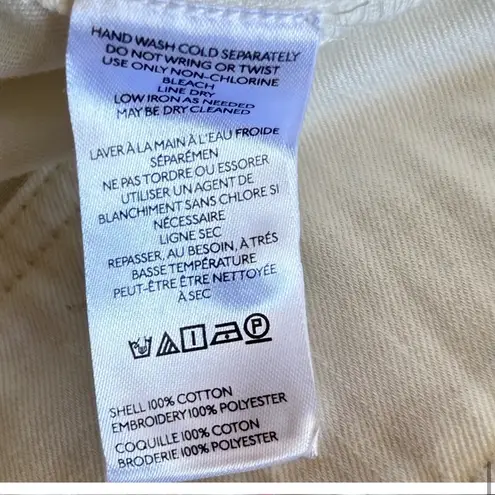 HAND WASH COLD SEPARATELY
DO NOT WRING OR TWIST
USE ONLY NON-CHLORINE
BLEACH
LINE DRY
LOW IRON AS NEEDED
MAY BE DRY CLEANED
LAVER À LA MAIN À L'EAU FROIDE
SÉPARÉMEN
NE PAS TORDRE OU ESSORER
UTILISER UN AGENT DE
BLANCHIMENT SANS CHLORE SI
NÉCESSAIRE
LIGNE SEC
REPASSER, AU BESOIN, À TRÉS
BASSE TEMPÉRATURE
PEUT-ÊTRE ÊTRE NETTOYÉE
À SEC
P
SHELL 100% COTTON
EMBROIDERY 100% POLYESTER
COQUILLE 100% COTON
BRODERIE 100% POLYESTER